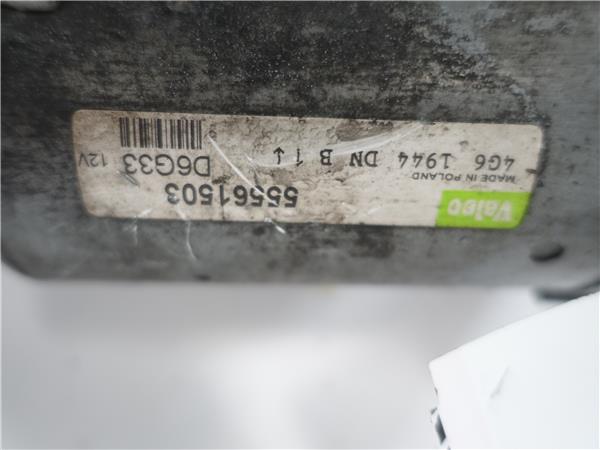 Valeo
55561503
MADE IN POLAND
D6G33 12V
4G6 1944 DN B 1 ↓